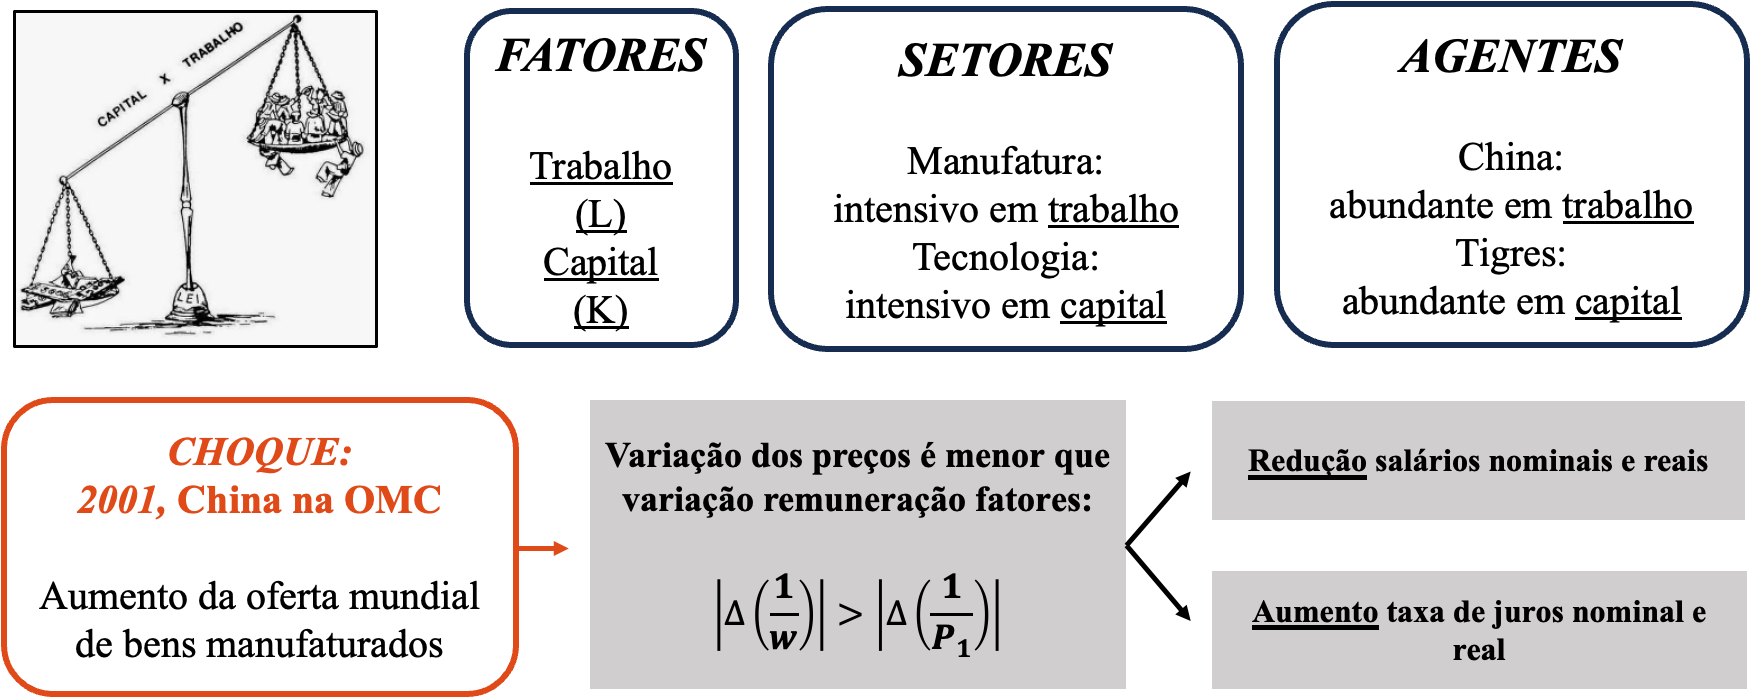 CAPITAL X TRABALHO
LEI
FATORES
Trabalho
(L)
Capital
(K)
SETORES
Manufatura:
intensivo em trabalho
Tecnologia:
intensivo em capital
AGENTES
China:
abundante em trabalho
Tigres:
abundante em capital
CHOQUE:
2001, China na OMC
Aumento da oferta mundial
de bens manufaturados
Variação dos preços é menor que
variação remuneração fatores:
|Δ(1/w)| > |Δ(1/P₁)|
Redução salários nominais e reais
Aumento taxa de juros nominal e
real